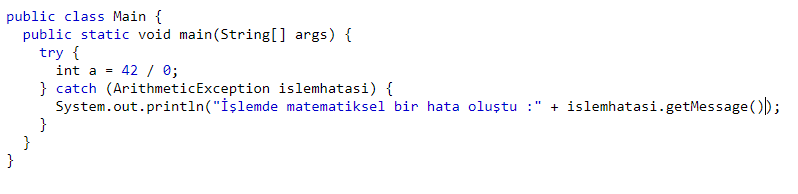 public class Main {
  public static void main(String[] args) {
    try {
      int a = 42 / 0;
    } catch (ArithmeticException islemhatasi) {
      System.out.println("İşlemde matematiksel bir hata oluştu :" + islemhatasi.getMessage());
    }
  }
}